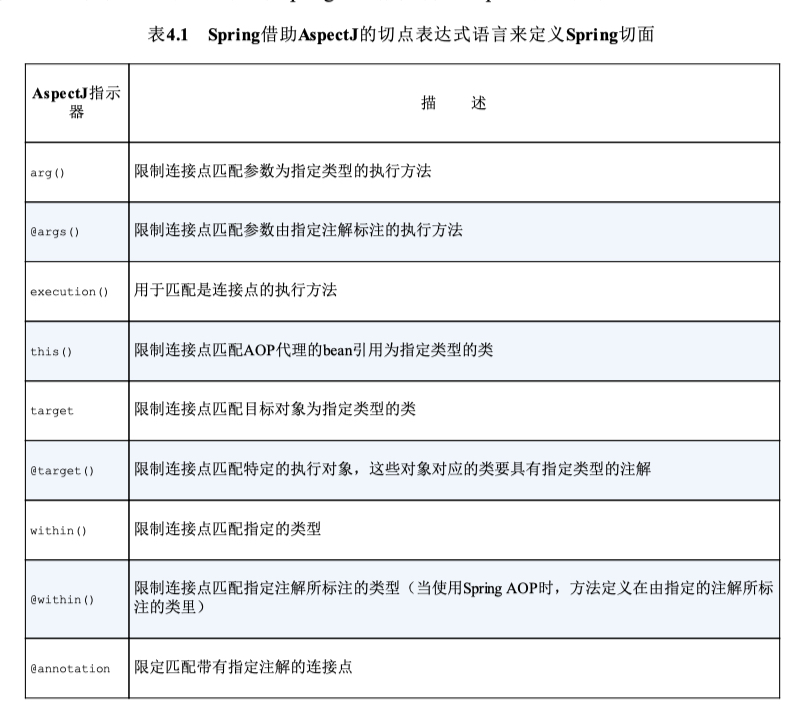 表4.1 Spring借助AspectJ的切点表达式语言来定义Spring切面
AspectJ指示
器
描 述
arg()
限制连接点匹配参数为指定类型的执行方法
@args()
限制连接点匹配参数由指定注解标注的执行方法
execution()
用于匹配是连接点的执行方法
this()
限制连接点匹配AOP代理的bean引用为指定类型的类
target
限制连接点匹配目标对象为指定类型的类
@target()
限制连接点匹配特定的执行对象，这些对象对应的类要具有指定类型的注解
within()
限制连接点匹配指定的类型
@within()
限制连接点匹配指定注解所标注的类型（当使用Spring AOP时，方法定义在由指定的注解所标
注的类里）
@annotation
限定匹配带有指定注解的连接点